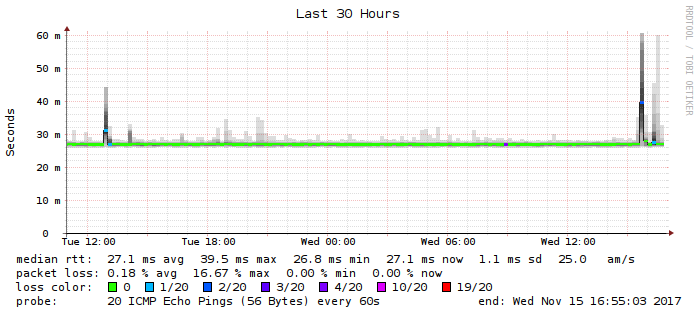 Last 30 Hours
RRDTOOL / TOBI OETIKER
Seconds
60 m
50 m
40 m
30 m
20 m
10 m
0
Tue 12:00 Tue 18:00 Wed 00:00 Wed 06:00 Wed 12:00
median rtt: 27.1 ms avg 39.5 ms max 26.8 ms min 27.1 ms now 1.1 ms sd 25.0 am/s
packet loss: 0.18 % avg 16.67 % max 0.00 % min 0.00 % now
loss color: 0 1/20 2/20 3/20 4/20 10/20 19/20
probe: 20 ICMP Echo Pings (56 Bytes) every 60s end: Wed Nov 15 16:55:03 2017